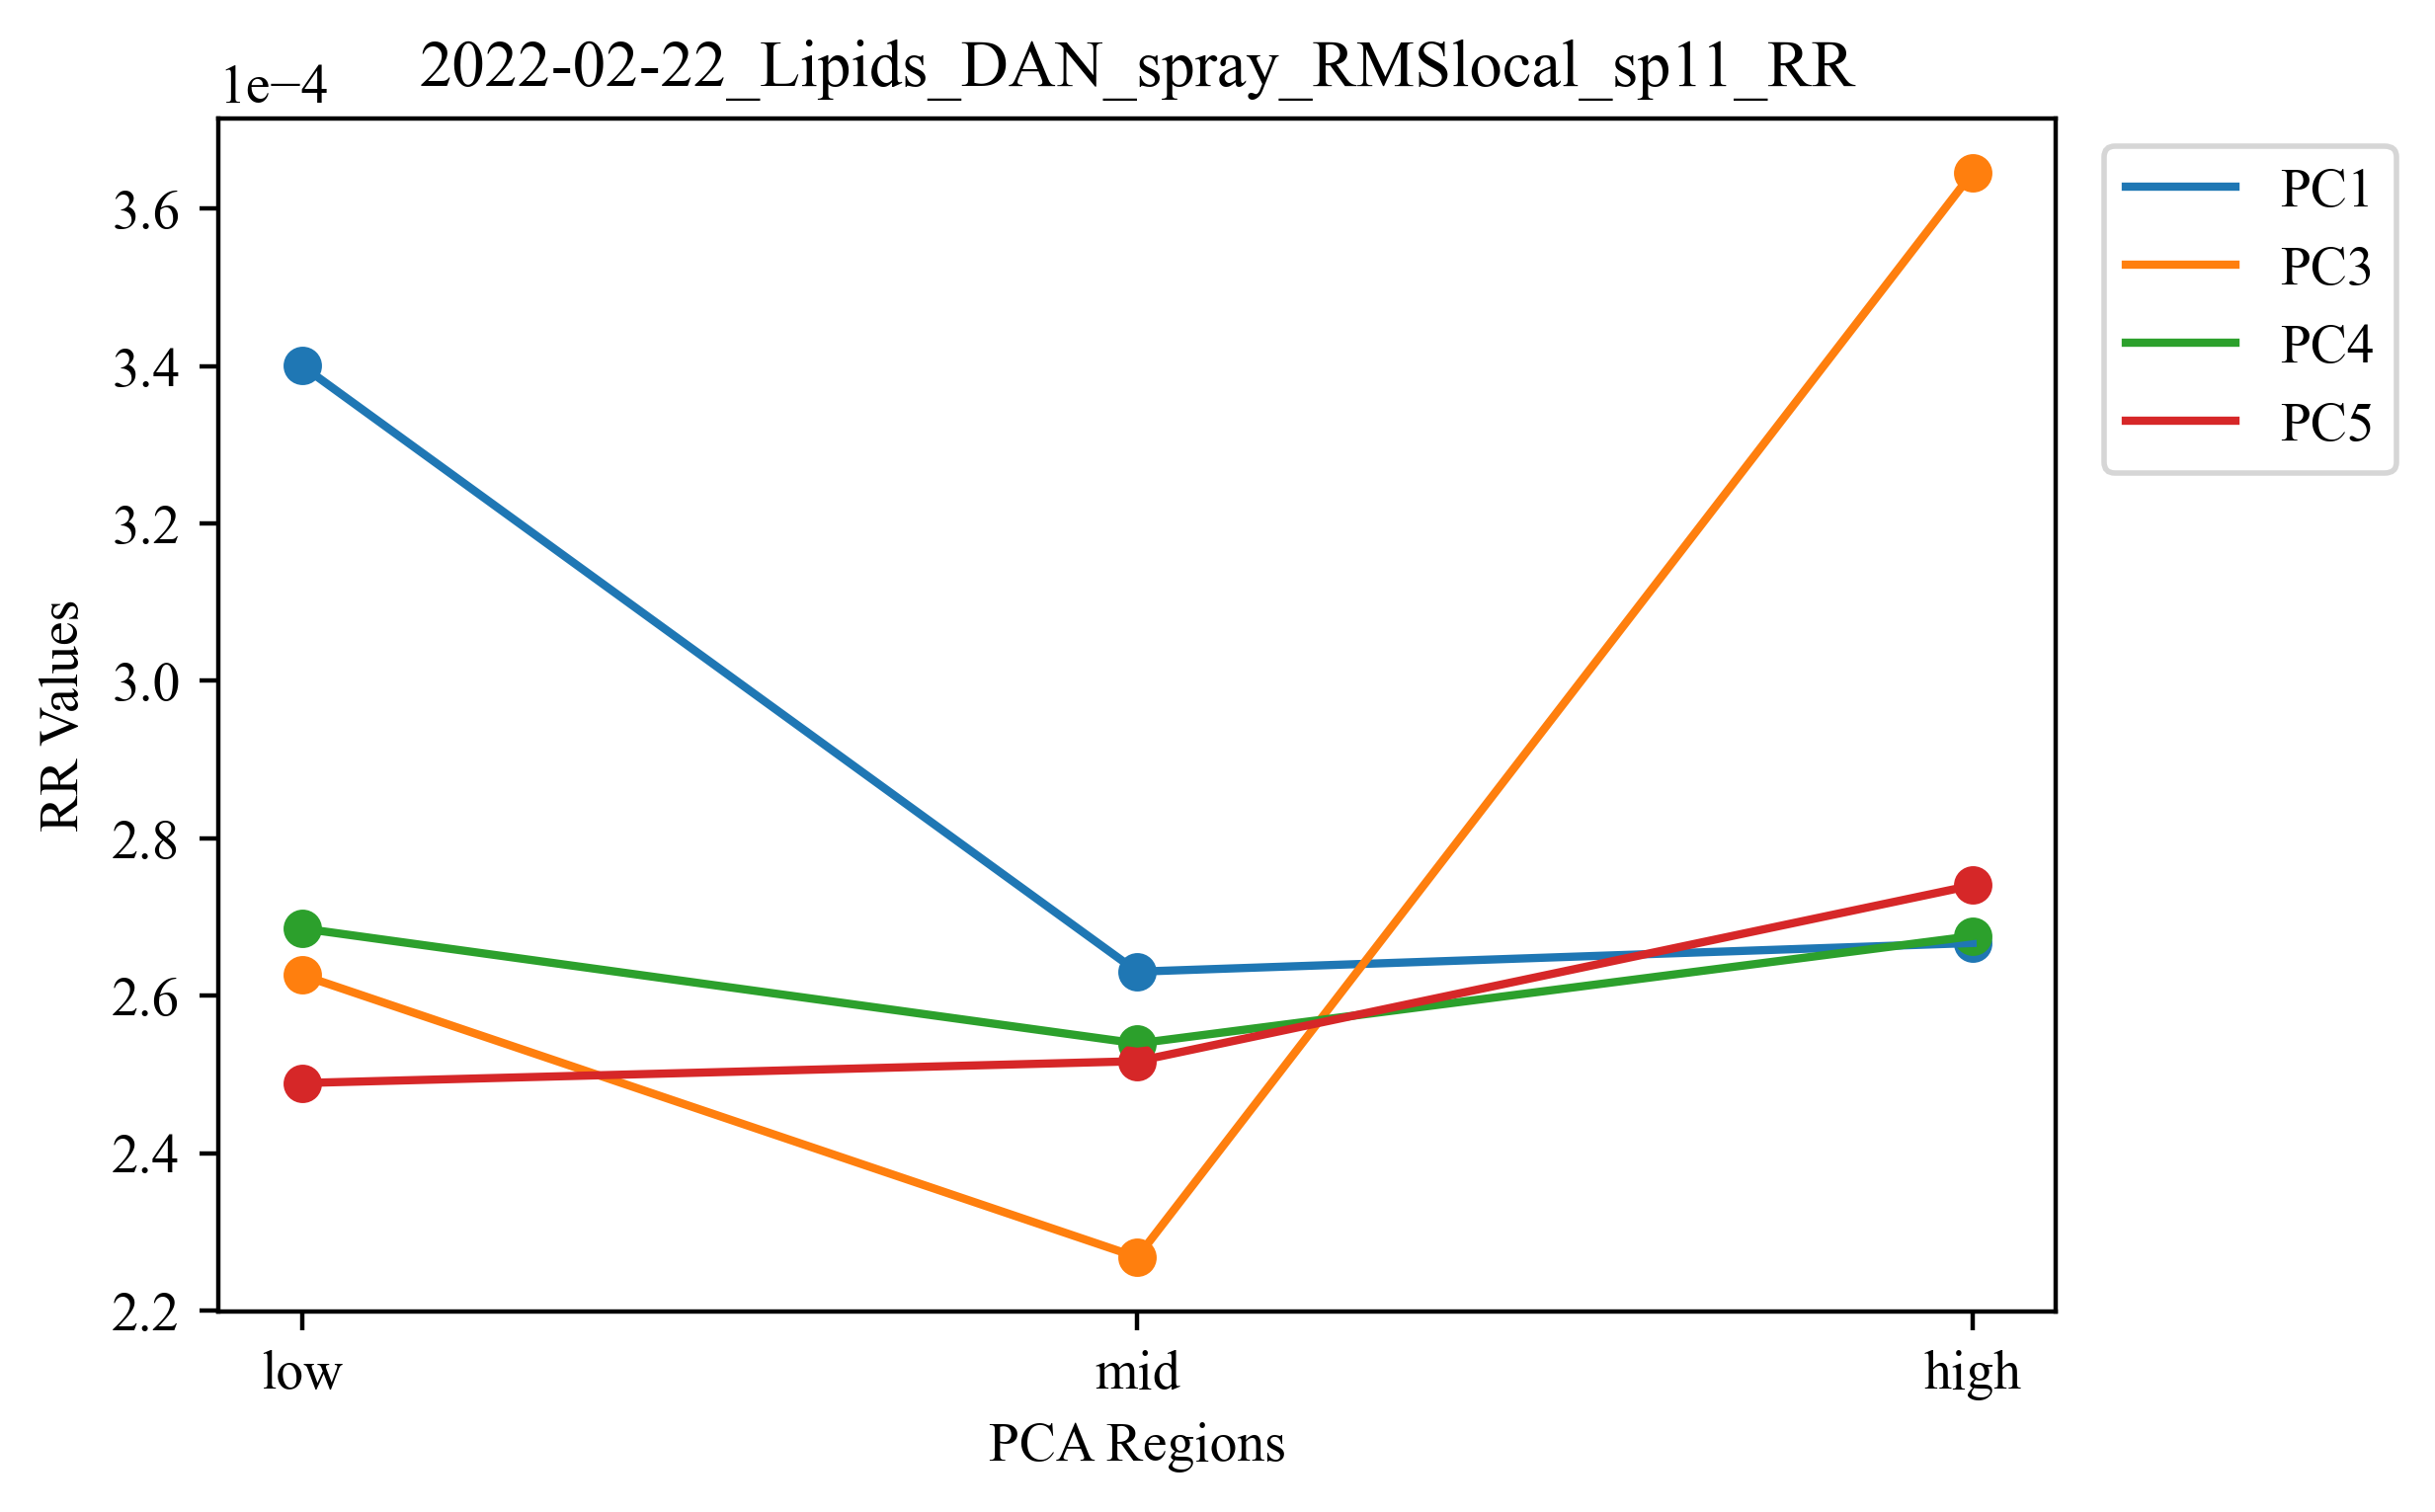 2022-02-22_Lipids_DAN_spray_RMSlocal_sp11_RR
1e−4
3.6
3.4
3.2
3.0
2.8
2.6
2.4
2.2
RR Values
low mid high
PCA Regions
PC1
PC3
PC4
PC5